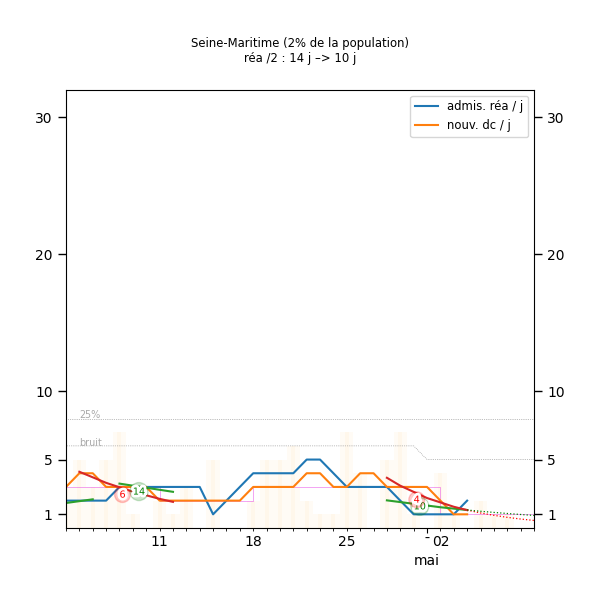 Seine-Maritime (2% de la population)
réa /2 : 14 j –> 10 j
admis. réa / j
nouv. dc / j
30 30
20 20
10 10
25%
bruit
5 5
6 14 4 10
1 1
11 18 25 02
mai